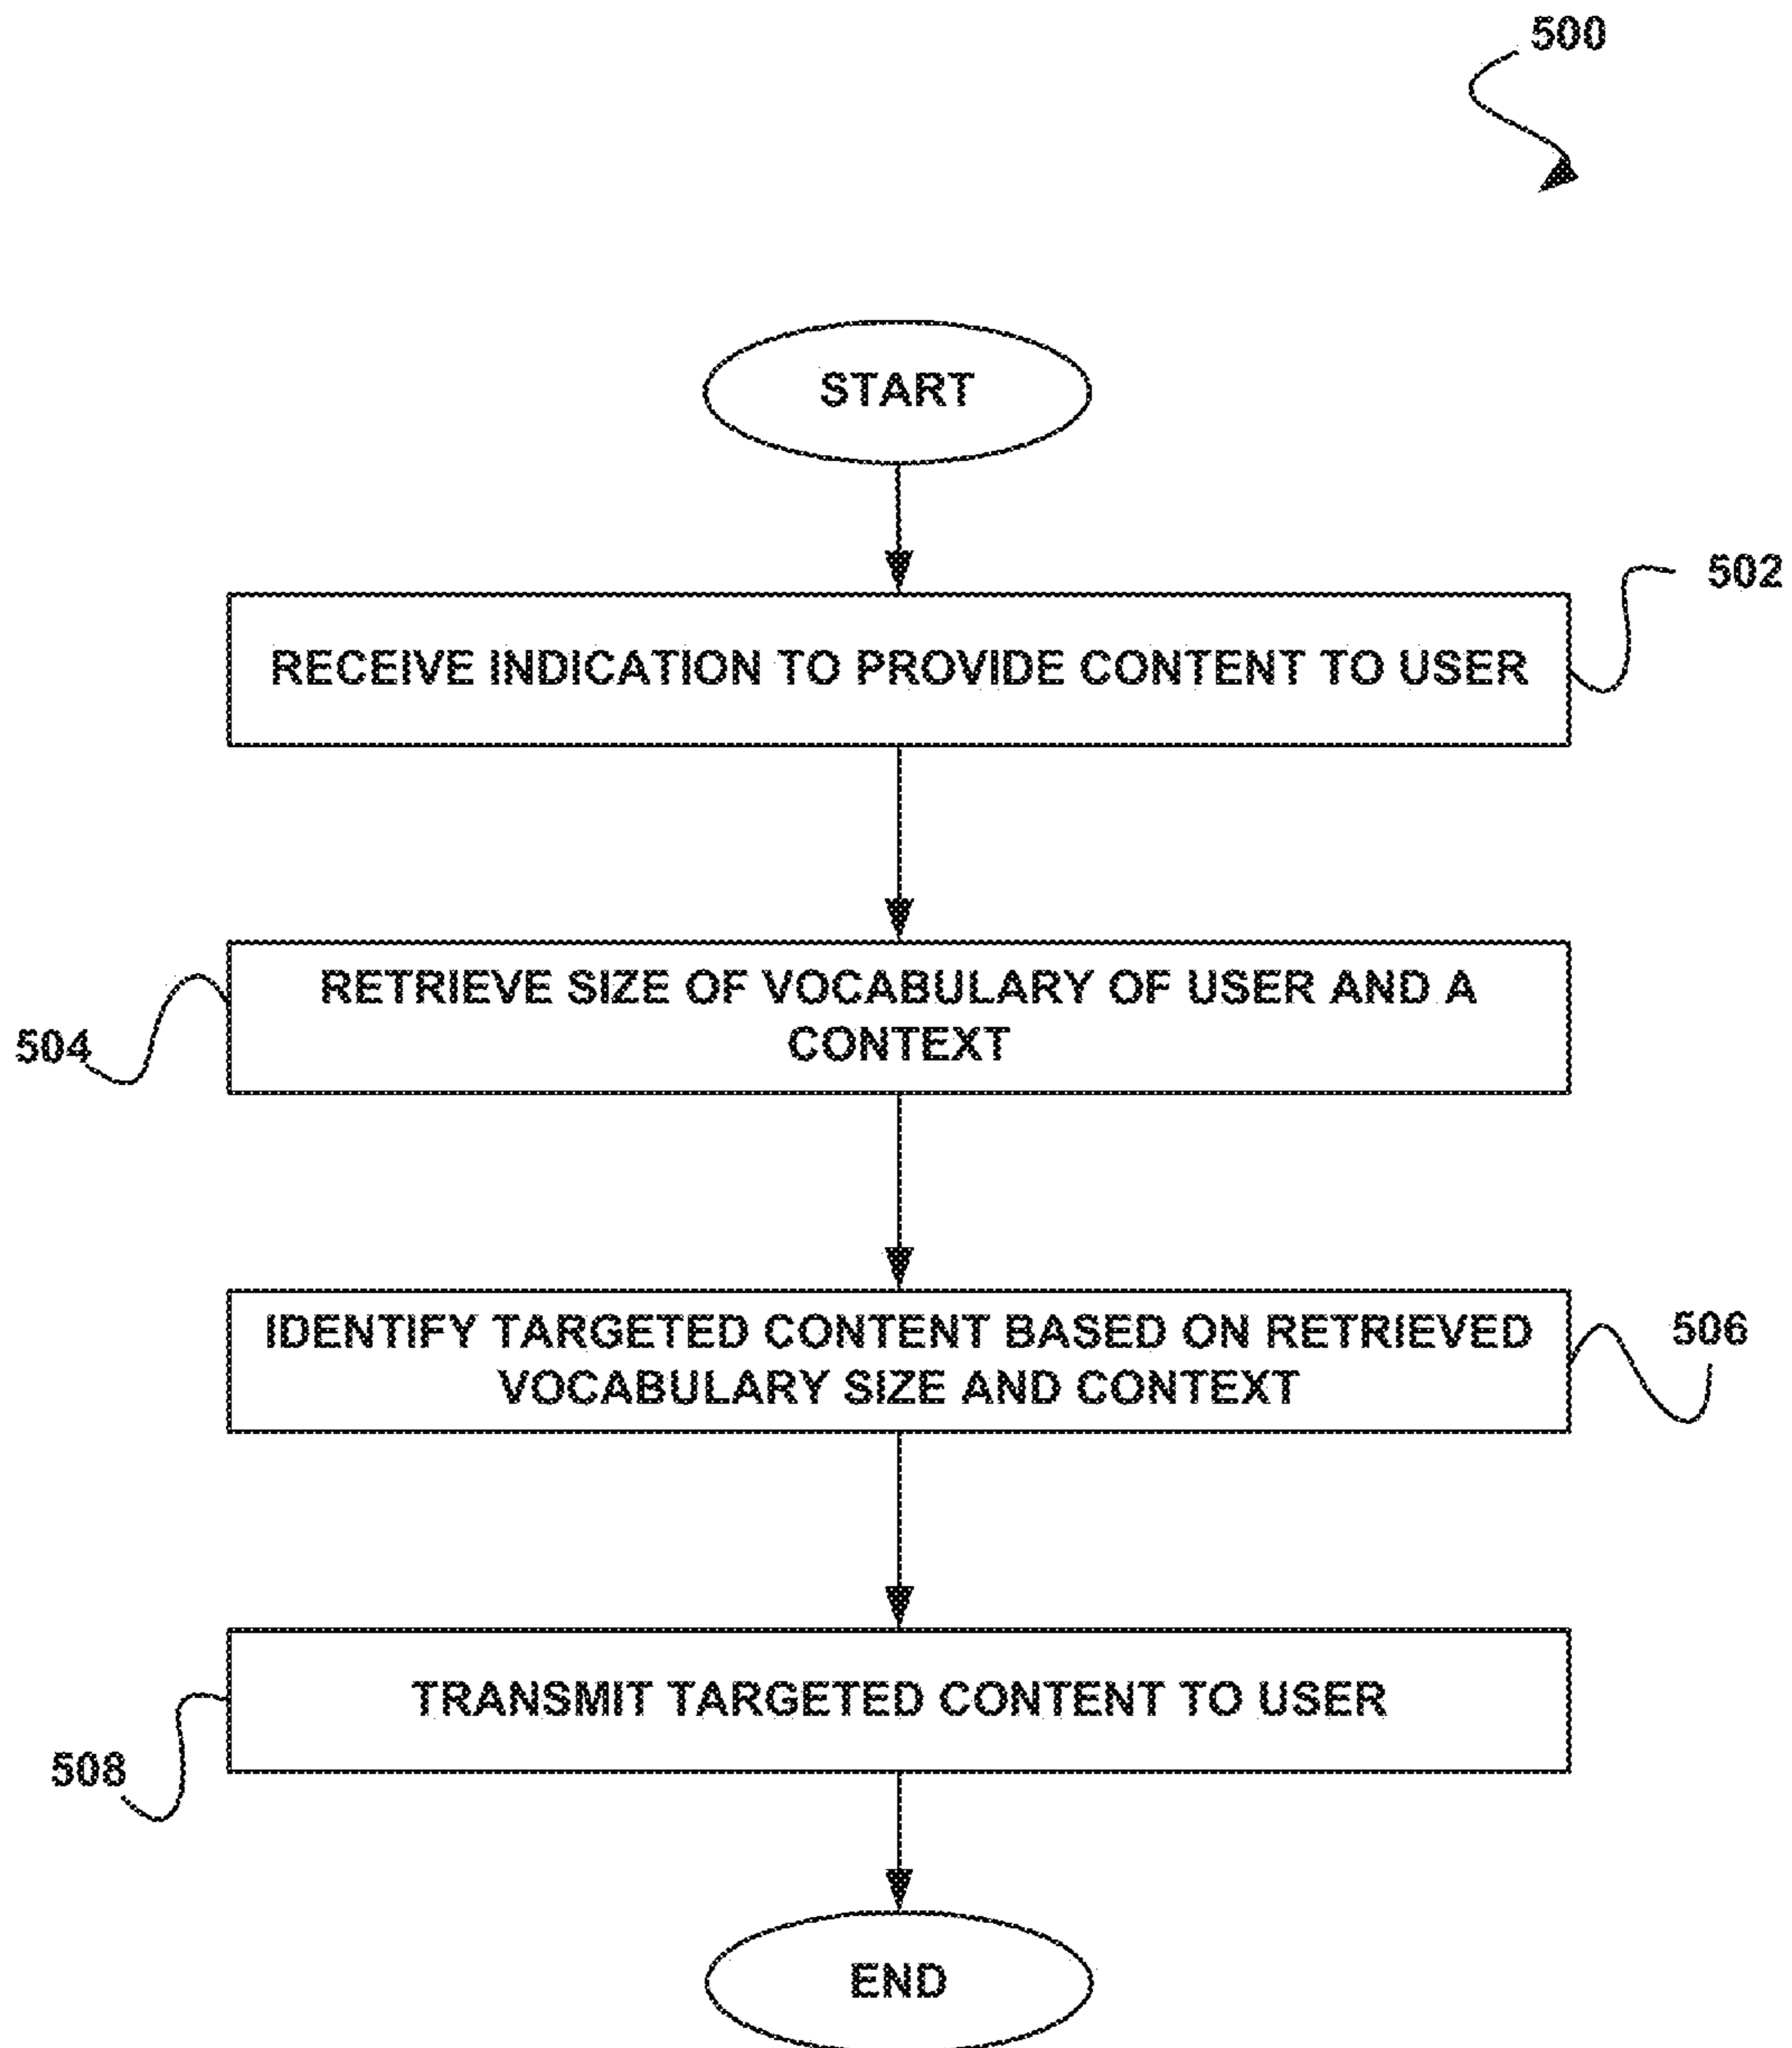 500
START
502
RECEIVE INDICATION TO PROVIDE CONTENT TO USER
RETRIEVE SIZE OF VOCABULARY OF USER AND A
CONTEXT
504
IDENTIFY TARGETED CONTENT BASED ON RETRIEVED
VOCABULARY SIZE AND CONTEXT
506
TRANSMIT TARGETED CONTENT TO USER
508
END